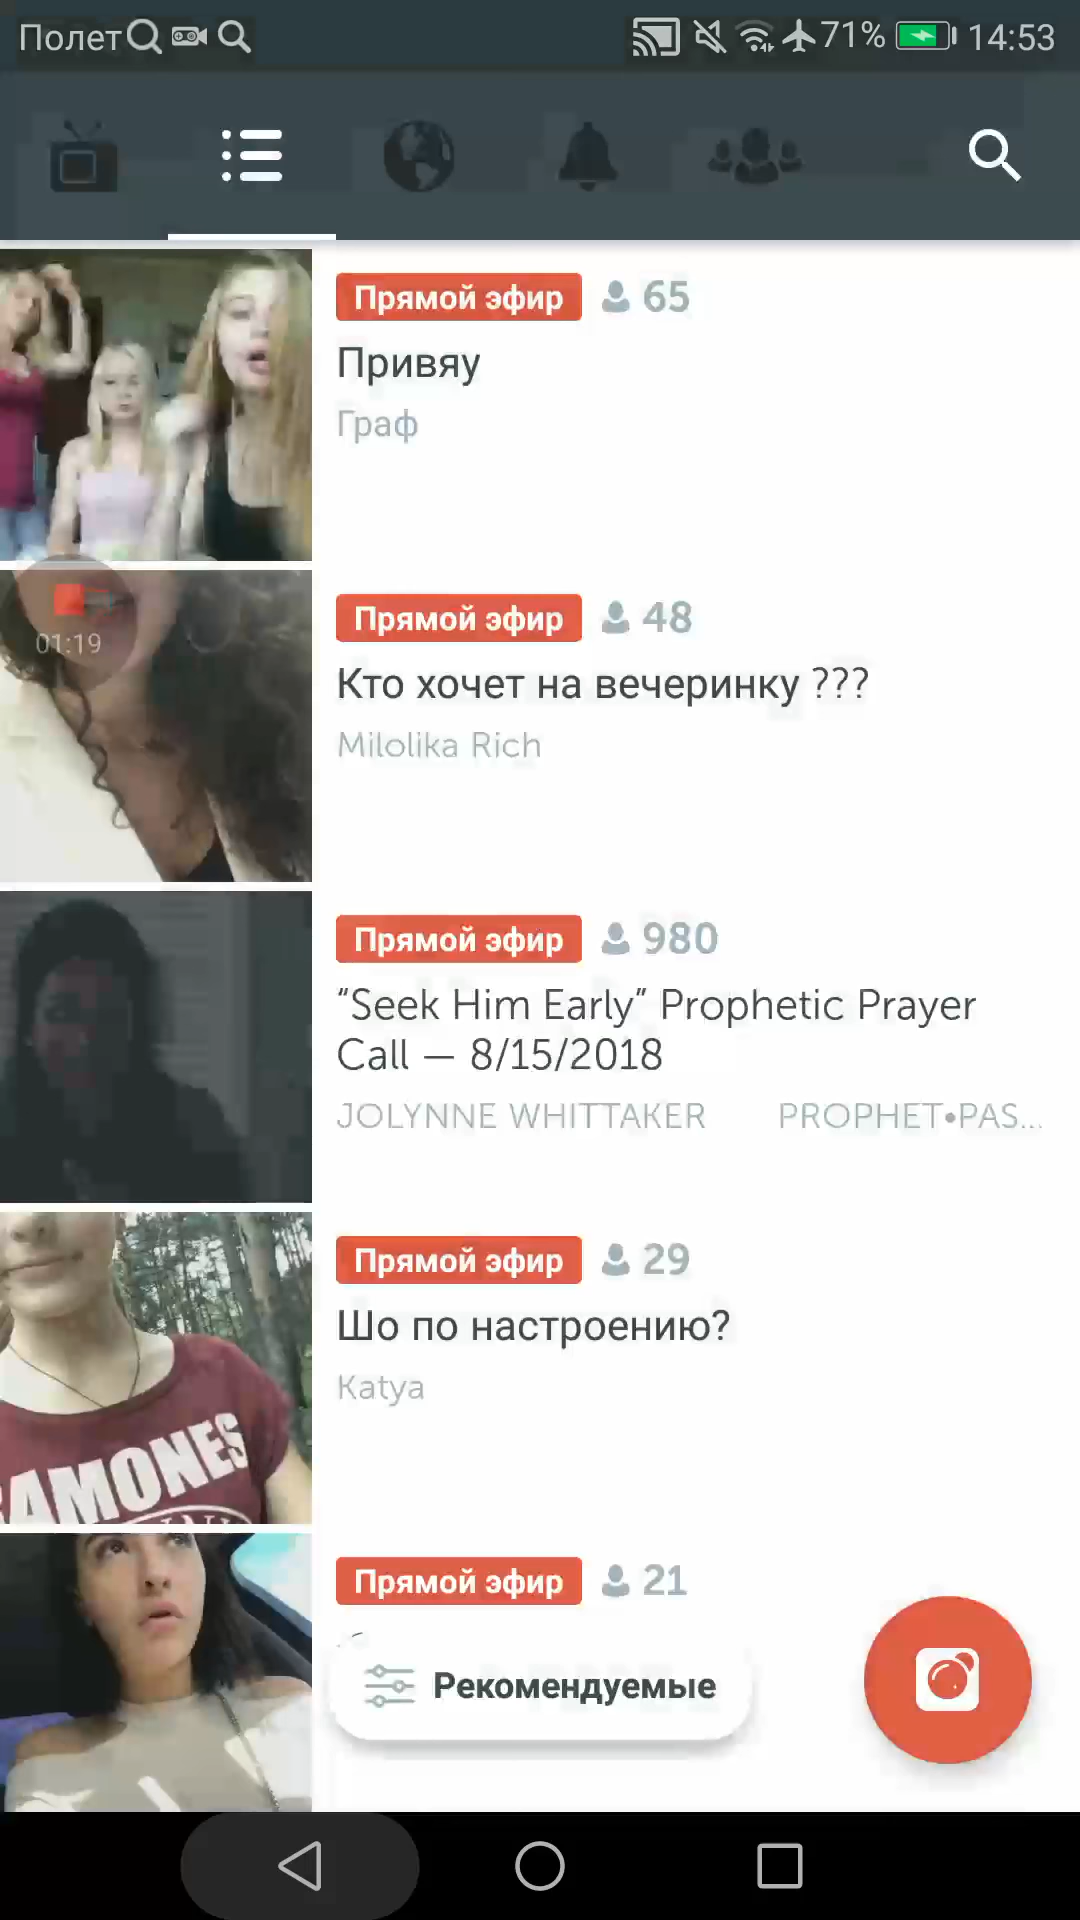 Полет 71% 14:53
Прямой эфир 65
Привяу
Граф
Прямой эфир 48
01:19
Кто хочет на вечеринку ???
Milolika Rich
Прямой эфир 980
“Seek Him Early” Prophetic Prayer
Call — 8/15/2018
JOLYNNE WHITTAKER PROPHET•PAS...
Прямой эфир 29
Шо по настроению?
Katya
RAMONES
Прямой эфир 21
Рекомендуемые